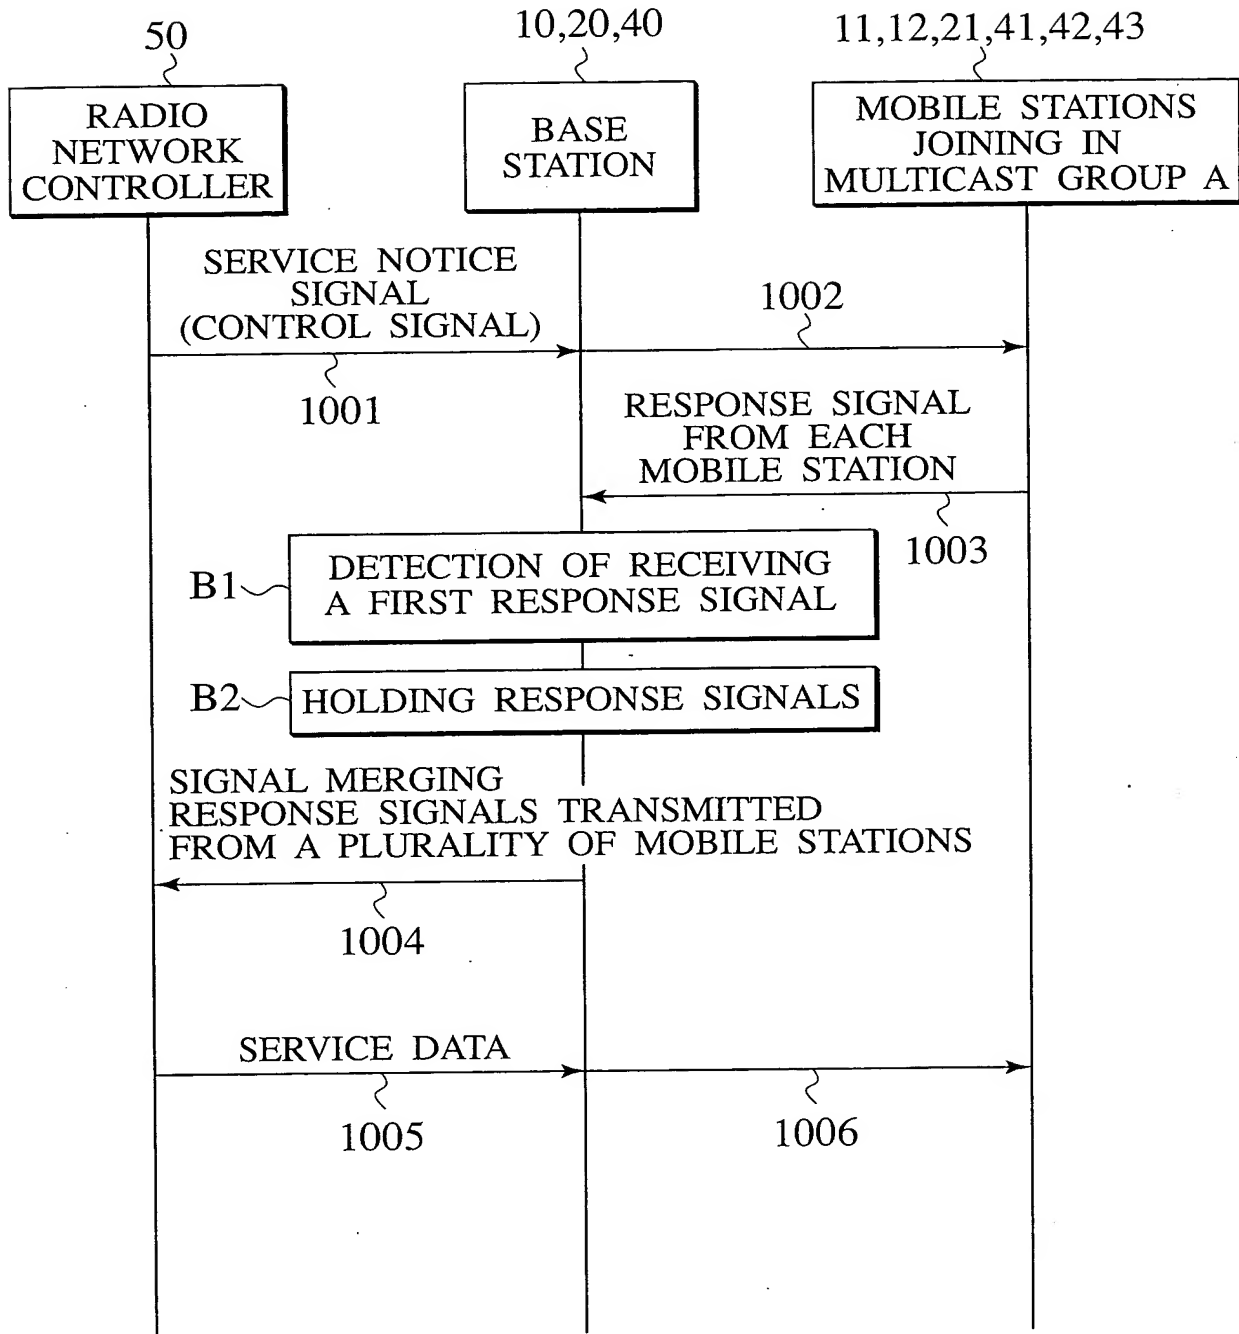 50
10,20,40
11,12,21,41,42,43
RADIO
NETWORK
CONTROLLER
BASE
STATION
MOBILE STATIONS
JOINING IN
MULTICAST GROUP A
SERVICE NOTICE
SIGNAL
(CONTROL SIGNAL)
1002
1001
RESPONSE SIGNAL
FROM EACH
MOBILE STATION
1003
B1
DETECTION OF RECEIVING
A FIRST RESPONSE SIGNAL
B2
HOLDING RESPONSE SIGNALS
SIGNAL MERGING
RESPONSE SIGNALS TRANSMITTED
FROM A PLURALITY OF MOBILE STATIONS
1004
SERVICE DATA
1005
1006